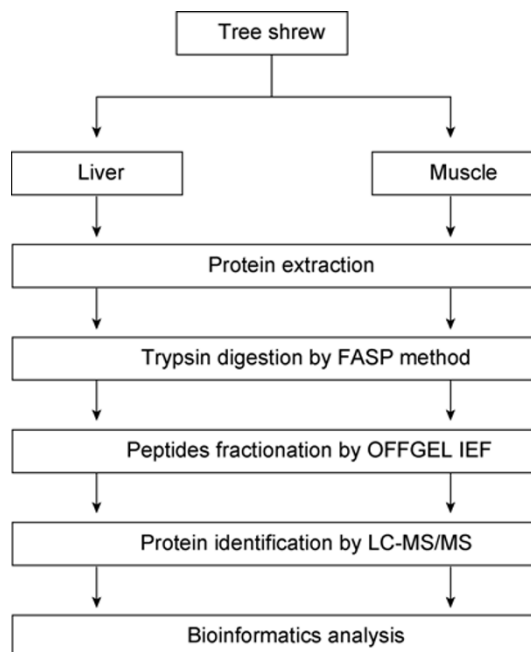 Tree shrew
Liver
Muscle
Protein extraction
Trypsin digestion by FASP method
Peptides fractionation by OFFGEL IEF
Protein identification by LC-MS/MS
Bioinformatics analysis